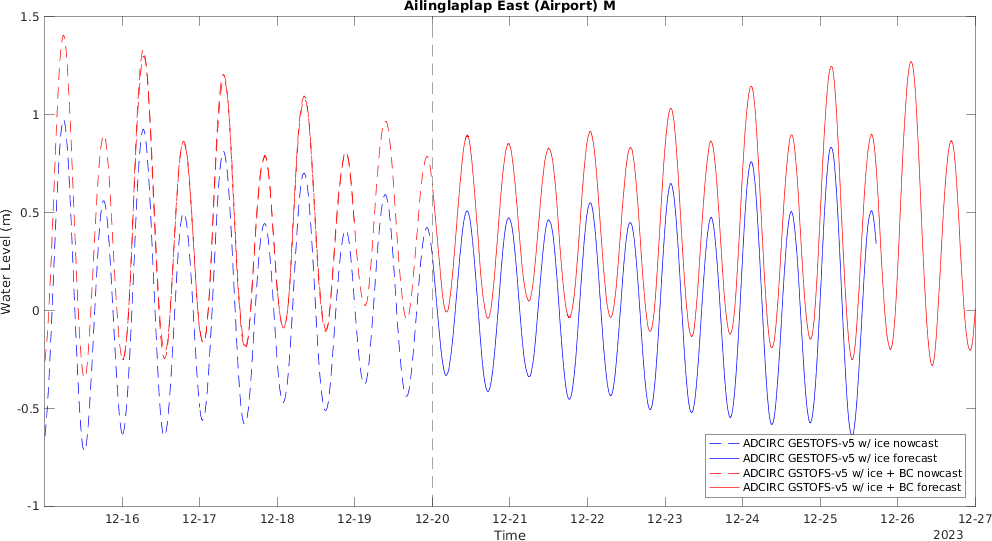 Ailinglaplap East (Airport) M
Water Level (m)
1.5
1
0.5
0
-0.5
-1
ADCIRC GESTOFS-v5 w/ ice nowcast
ADCIRC GESTOFS-v5 w/ ice forecast
ADCIRC GSTOFS-v5 w/ ice + BC nowcast
ADCIRC GSTOFS-v5 w/ ice + BC forecast
12-16 12-17 12-18 12-19 12-20 12-21 12-22 12-23 12-24 12-25 12-26 12-27
Time
2023